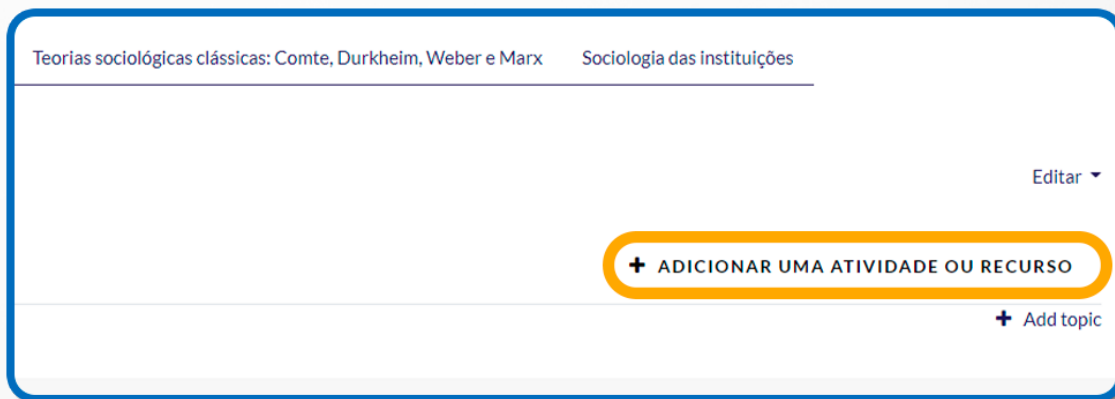 Teorias sociológicas clássicas: Comte, Durkheim, Weber e Marx Sociologia das instituições
Editar
+ ADICIONAR UMA ATIVIDADE OU RECURSO
+ Add topic